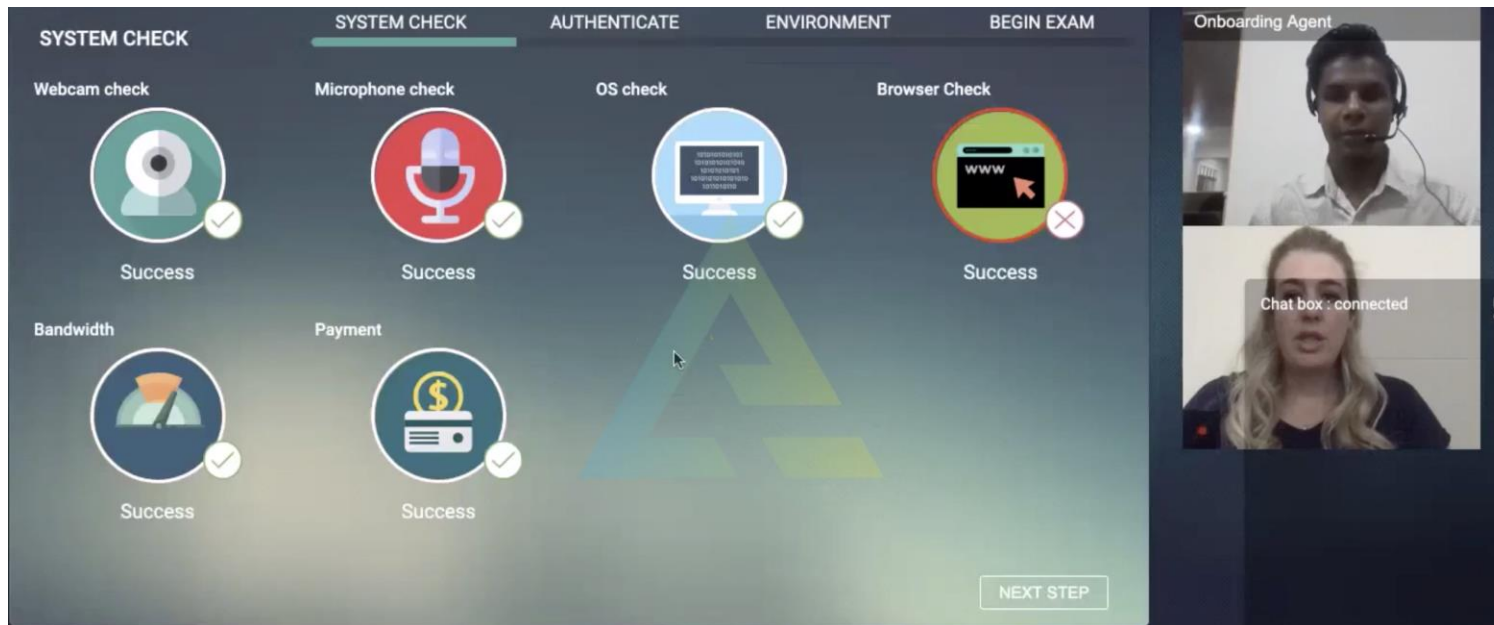 SYSTEM CHECK
SYSTEM CHECK AUTHENTICATE ENVIRONMENT BEGIN EXAM
Webcam check Microphone check OS check Browser Check
www
Success Success Success Success
Bandwidth Payment
$
Success Success
NEXT STEP
Onboarding Agent
Chat box : connected